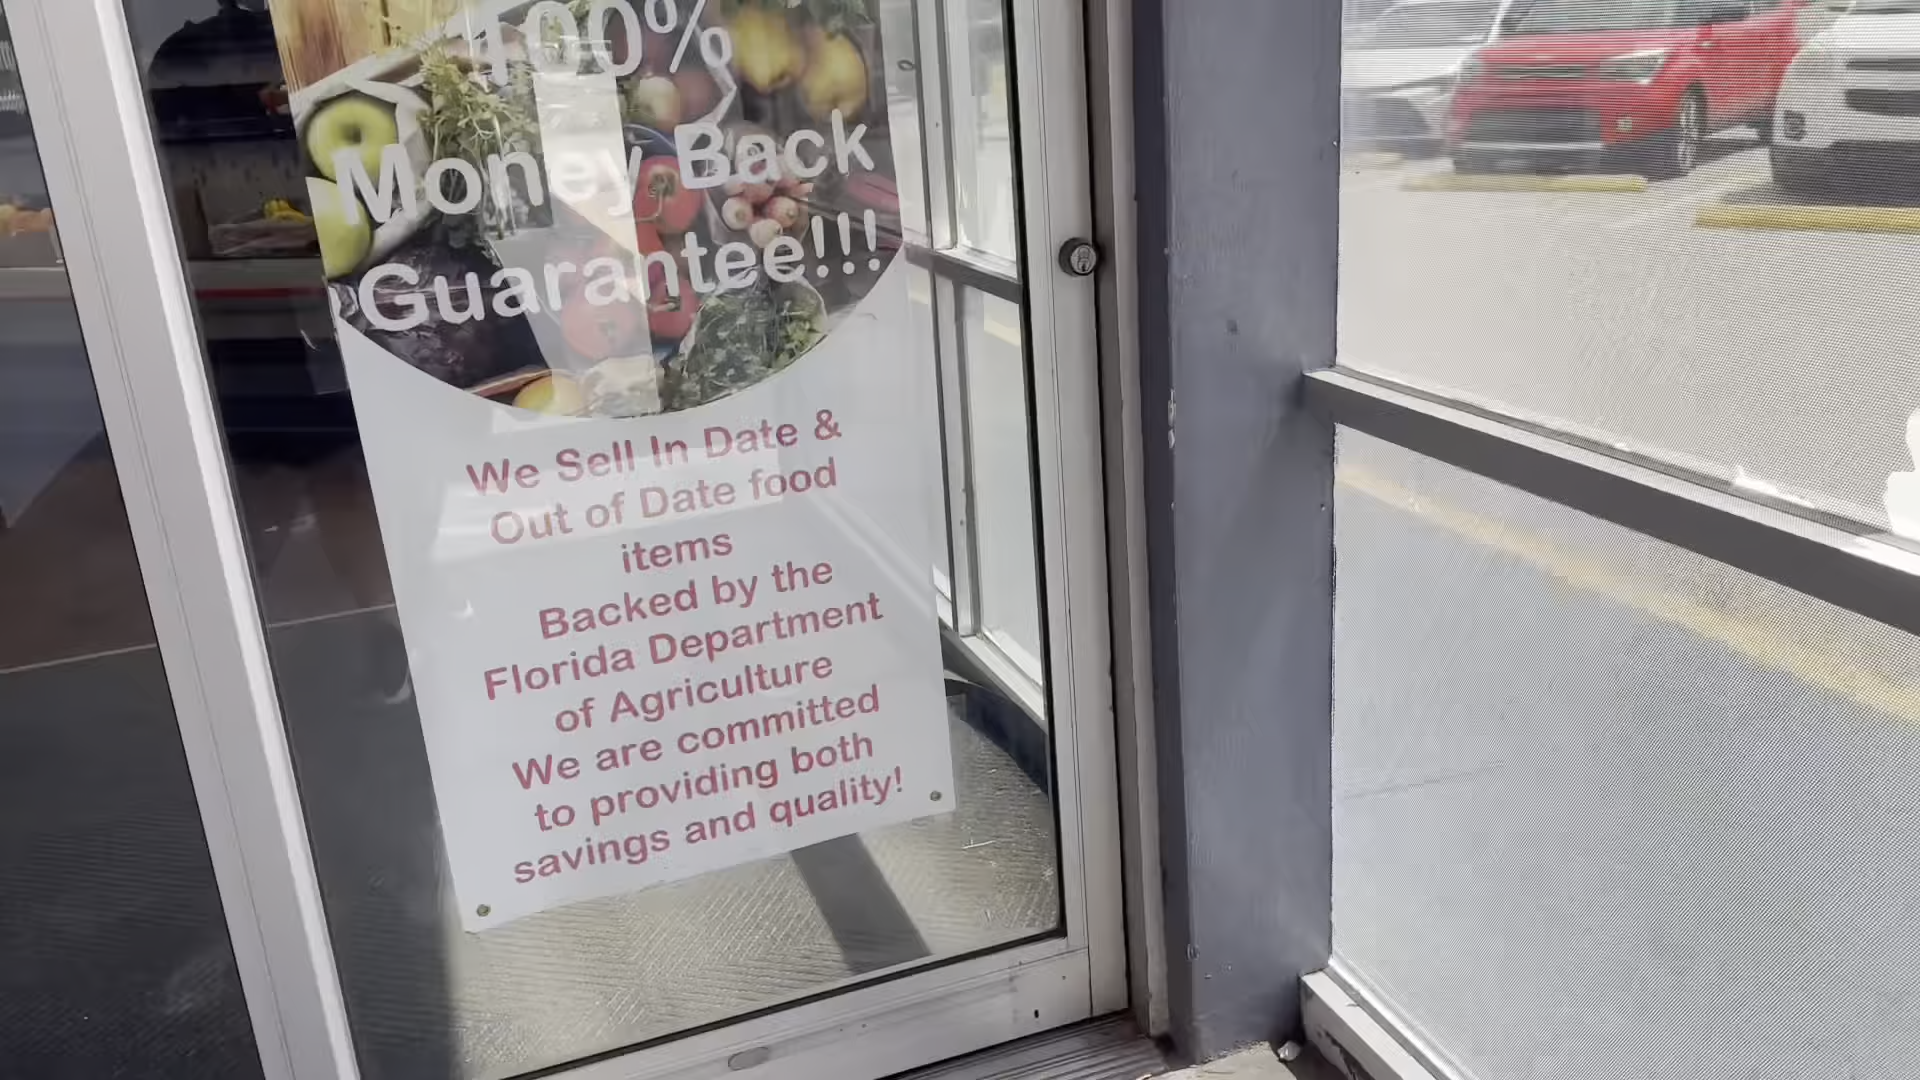 100%
Money Back
Guarantee!!!
We Sell In Date &
Out of Date food
items
Backed by the
Florida Department
of Agriculture
We are committed
to providing both
savings and quality!